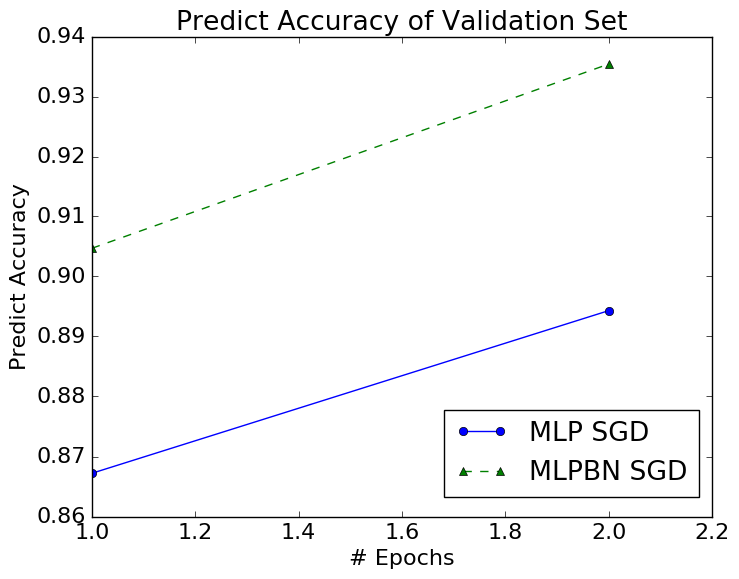 Predict Accuracy of Validation Set
0.94
0.93
0.92
0.91
0.90
0.89
0.88
0.87
0.86
Predict Accuracy
MLP SGD
MLPBN SGD
1.0 1.2 1.4 1.6 1.8 2.0 2.2
# Epochs